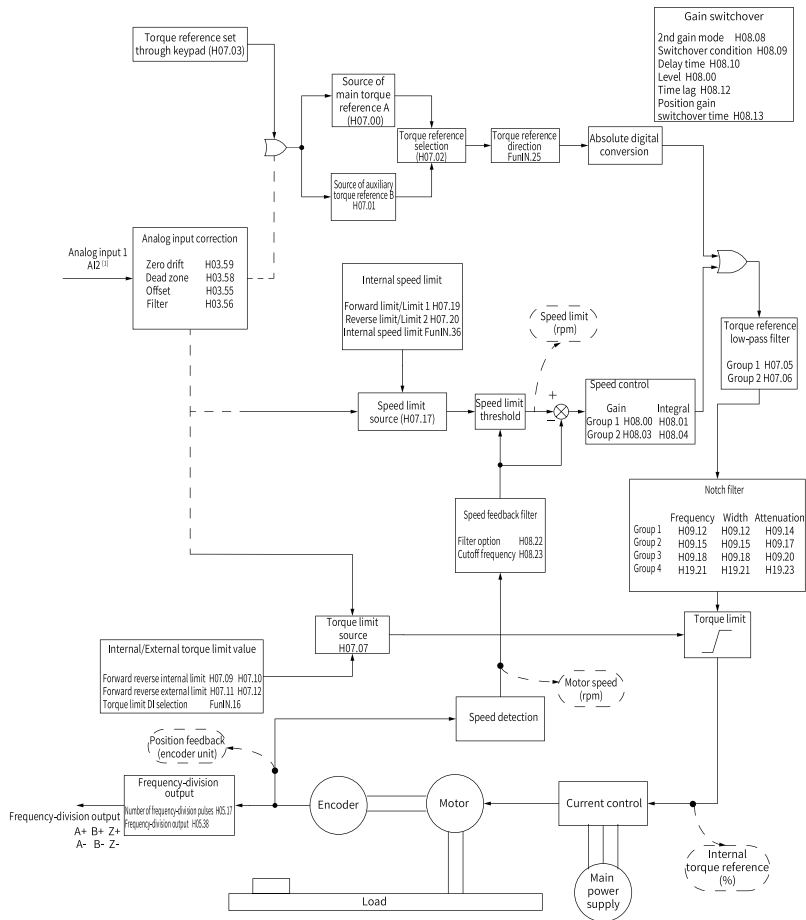 Gain switchover
2nd gain mode H08.08
Switchover condition H08.09
Delay time H08.10
Level H08.00
Time lag H08.12
Position gain
switchover time H08.13
Torque reference set
through keypad (H07.03)
Source of
main torque
reference A
(H07.00)
Torque reference
selection
(H07.02)
Torque reference
direction
FunIN.25
Absolute digital
conversion
Source of auxiliary
torque reference B
H07.01
Analog input 1
AI2 [1]
Analog input correction
Zero drift H03.59
Dead zone H03.58
Offset H03.55
Filter H03.56
Internal speed limit
Forward limit/Limit 1 H07.19
Reverse limit/Limit 2 H07.20
Internal speed limit FunIN.36
Speed limit
(rpm)
Torque reference
low-pass filter
Group 1 H07.05
Group 2 H07.06
Speed limit
source (H07.17)
Speed limit
threshold
+
−
Speed control
Gain Integral
Group 1 H08.00 H08.01
Group 2 H08.03 H08.04
Speed feedback filter
Filter option H08.22
Cutoff frequency H08.23
Notch filter
Frequency Width Attenuation
Group 1 H09.12 H09.12 H09.14
Group 2 H09.15 H09.15 H09.17
Group 3 H09.18 H09.18 H09.20
Group 4 H19.21 H19.21 H19.23
Torque limit
source
H07.07
Torque limit
Internal/External torque limit value
Forward reverse internal limit H07.09 H07.10
Forward reverse external limit H07.11 H07.12
Torque limit DI selection FunIN.16
Motor speed
(rpm)
Speed detection
Position feedback
(encoder unit)
Frequency-division
output
Number of frequency-division pulses H05.17
Frequency-division output H05.38
Frequency-division output
A+ B+ Z+
A- B- Z-
Encoder
Motor
Current control
Internal
torque reference
(%)
Main
power
supply
Load